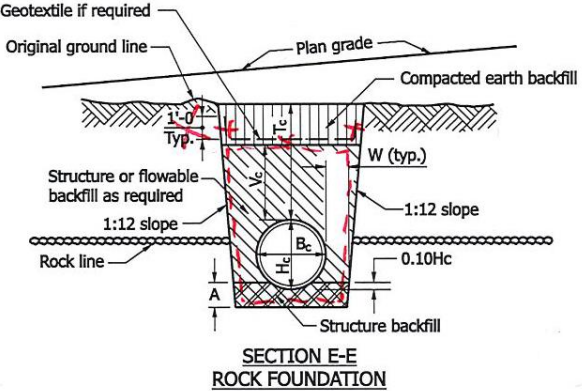 Geotextile if required
Original ground line
Plan grade
Compacted earth backfill
1'-0
Typ.
Tc
W (typ.)
Vc
Structure or flowable
backfill as required
1:12 slope
1:12 slope
Bc
Hc
Rock line
0.10Hc
A
Structure backfill
SECTION E-E
ROCK FOUNDATION